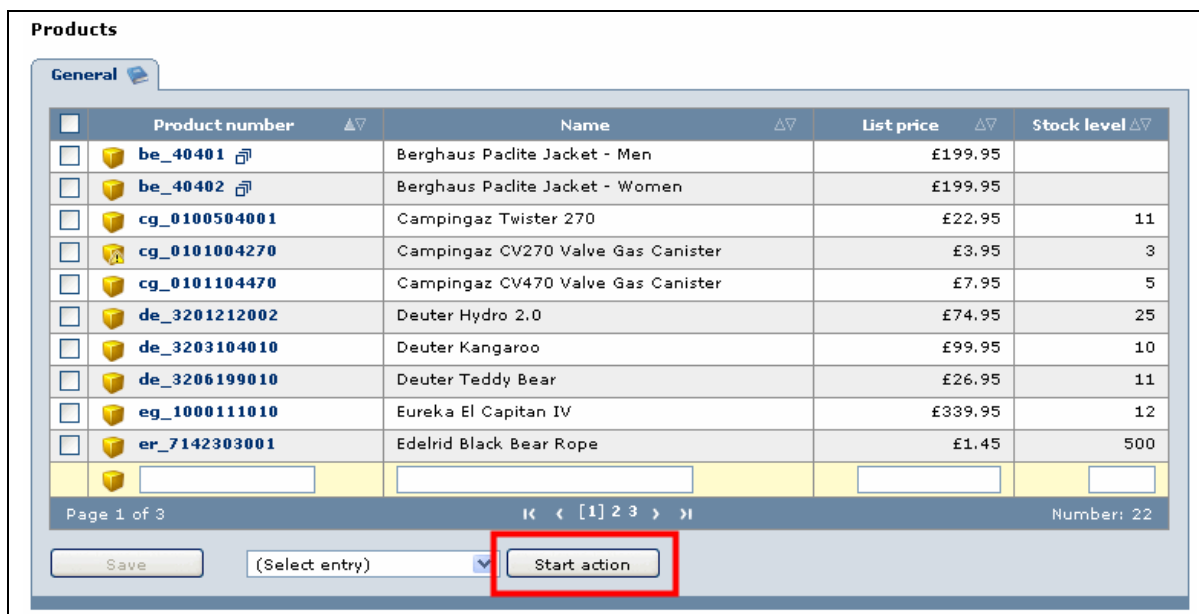 Products
General
Product number Name List price Stock level
be_40401 Berghaus Paclite Jacket - Men £199.95
be_40402 Berghaus Paclite Jacket - Women £199.95
cg_0100504001 Campingaz Twister 270 £22.95 11
cg_0101004270 Campingaz CV270 Valve Gas Canister £3.95 3
cg_0101104470 Campingaz CV470 Valve Gas Canister £7.95 5
de_3201212002 Deuter Hydro 2.0 £74.95 25
de_3203104010 Deuter Kangaroo £99.95 10
de_3206199010 Deuter Teddy Bear £26.95 11
eg_1000111010 Eureka El Capitan IV £339.95 12
er_7142303001 Edelrid Black Bear Rope £1.45 500
Page 1 of 3 [1] 2 3 Number: 22
Save (Select entry) Start action